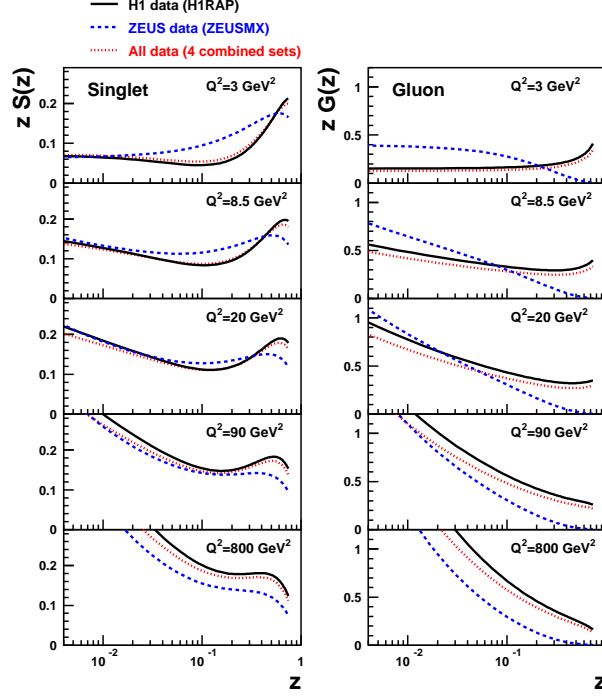 H1 data (H1RAP)
ZEUS data (ZEUSMX)
All data (4 combined sets)
z S(z)
z G(z)
Singlet
Q²=3 GeV²
Gluon
Q²=3 GeV²
0.2
0.1
0
1
0.5
0
Q²=8.5 GeV²
Q²=8.5 GeV²
0.2
0.1
0
1
0.5
0
Q²=20 GeV²
Q²=20 GeV²
0.2
0.1
0
1
0.5
0
Q²=90 GeV²
Q²=90 GeV²
0.2
0.1
0
1
0.5
0
Q²=800 GeV²
Q²=800 GeV²
0.2
0.1
0
1
0.5
0
10⁻² 10⁻¹ 1
10⁻² 10⁻¹
z
z